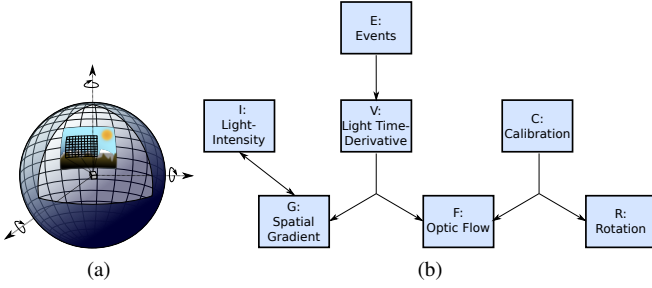 E:
Events
I:
Light-
Intensity
V:
Light Time-
Derivative
C:
Calibration
G:
Spatial
Gradient
F:
Optic Flow
R:
Rotation
(a)
(b)